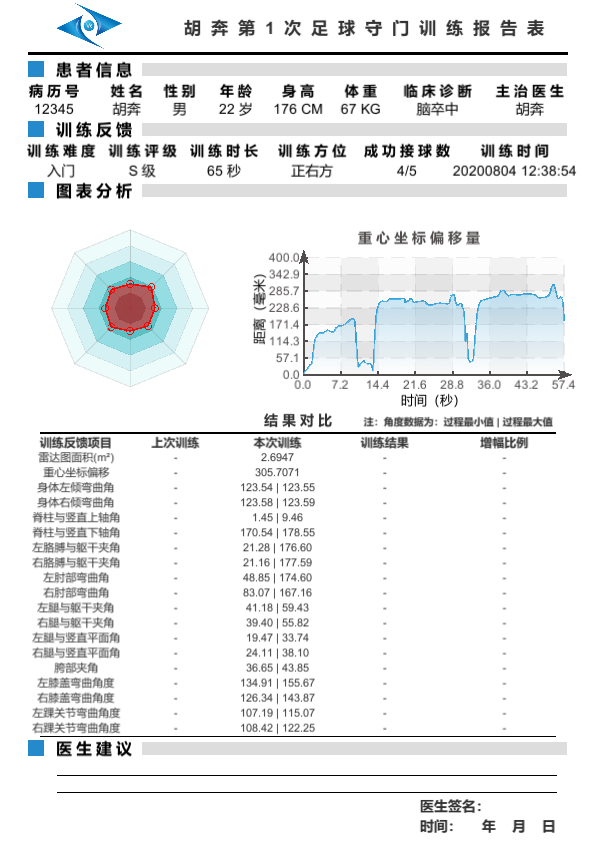 胡奔第1次足球守门训练报告表
患者信息
病历号 姓名 性别 年龄 身高 体重 临床诊断 主治医生
12345 胡奔 男 22 岁 176 CM 67 KG 脑卒中 胡奔
训练反馈
训练难度 训练评级 训练时长 训练方位 成功接球数 训练时间
入门 S 级 65 秒 正右方 4/5 20200804 12:38:54
图表分析
重心坐标偏移量
距离（毫米）
400.0
342.9
285.7
228.6
171.4
114.3
57.1
0.0
0.0 7.2 14.4 21.6 28.8 36.0 43.2 57.4
时间（秒）
结果对比 注：角度数据为：过程最小值 | 过程最大值
训练反馈项目 上次训练 本次训练 训练结果 增幅比例
雷达图面积(m²) - 2.6947 - -
重心坐标偏移 - 305.7071 - -
身体左倾弯曲角 - 123.54 | 123.55 - -
身体右倾弯曲角 - 123.58 | 123.59 - -
脊柱与竖直上轴角 - 1.45 | 9.46 - -
脊柱与竖直下轴角 - 170.54 | 178.55 - -
左胳膊与躯干夹角 - 21.28 | 176.60 - -
右胳膊与躯干夹角 - 21.16 | 177.59 - -
左肘部弯曲角 - 48.85 | 174.60 - -
右肘部弯曲角 - 83.07 | 167.16 - -
左腿与躯干夹角 - 41.18 | 59.43 - -
右腿与躯干夹角 - 39.40 | 55.82 - -
左腿与竖直平面角 - 19.47 | 33.74 - -
右腿与竖直平面角 - 24.11 | 38.10 - -
胯部夹角 - 36.65 | 43.85 - -
左膝盖弯曲角度 - 134.91 | 155.67 - -
右膝盖弯曲角度 - 126.34 | 143.87 - -
左踝关节弯曲角度 - 107.19 | 115.07 - -
右踝关节弯曲角度 - 108.42 | 122.25 - -
医生建议
医生签名：
时间： 年 月 日